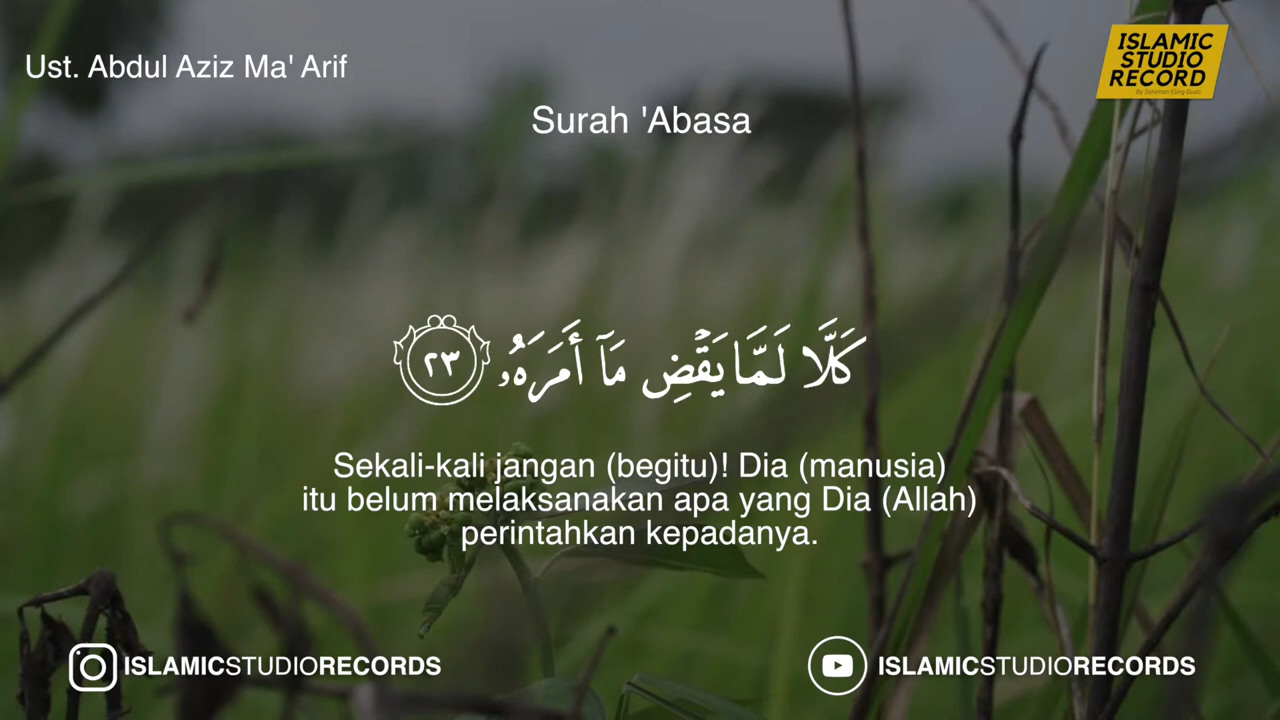 Ust. Abdul Aziz Ma' Arif
ISLAMIC
STUDIO
RECORD
Surah 'Abasa
كَلَّا لَمَّا يَقْضِ مَآ أَمَرَهُۥ ٢٣
Sekali-kali jangan (begitu)! Dia (manusia)
itu belum melaksanakan apa yang Dia (Allah)
perintahkan kepadanya.
ISLAMICSTUDIORECORDS
ISLAMICSTUDIORECORDS